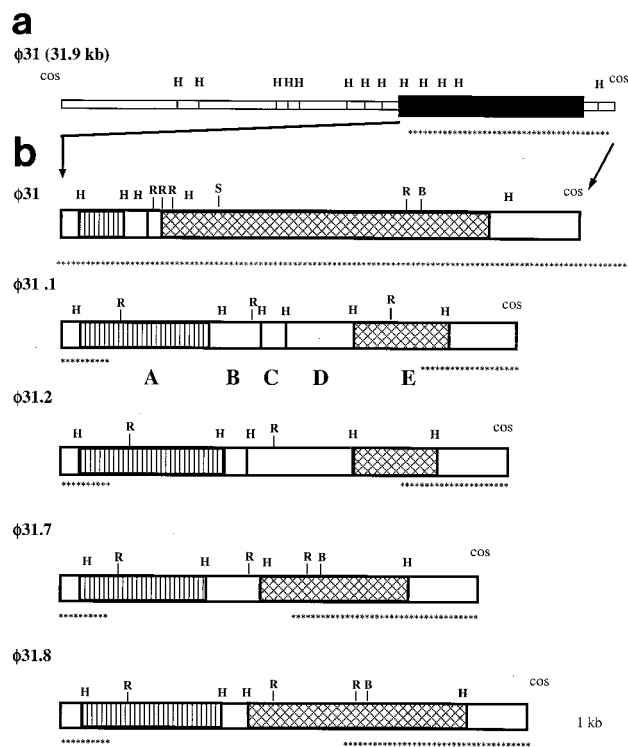 a
ϕ31 (31.9 kb)
cos H H H H H H H H H H H H H cos
b
ϕ31
H H H R R R H S R B H cos
**********
ϕ31 .1
H R H R H H H R H cos
A B C D E
ϕ31.2
H R H H R H H cos
ϕ31.7
H R H R H R B H cos
ϕ31.8
H R H H R R B H cos
1 kb